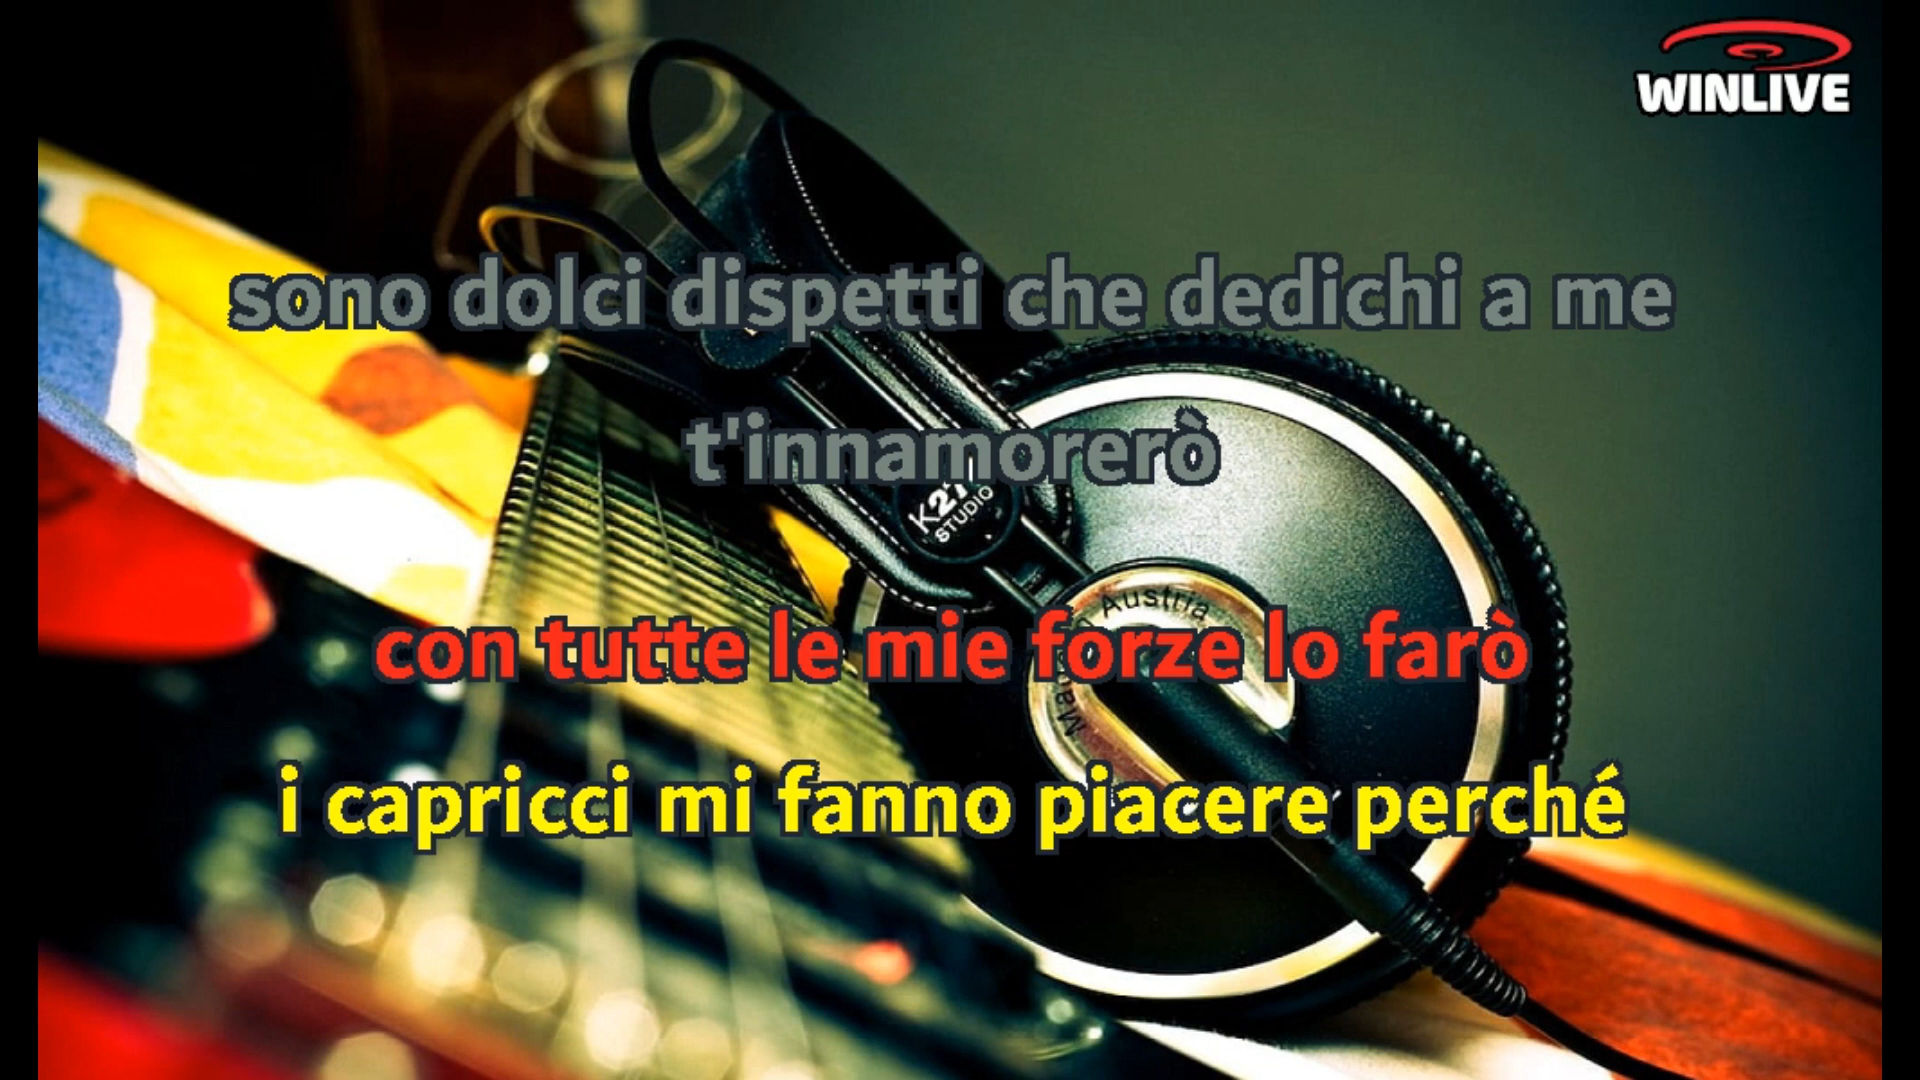 WINLIVE
sono dolci dispetti che dedichi a me
t'innamorerò
K27
STUDIO
Austria
con tutte le mie forze lo farò
i capricci mi fanno piacere perché